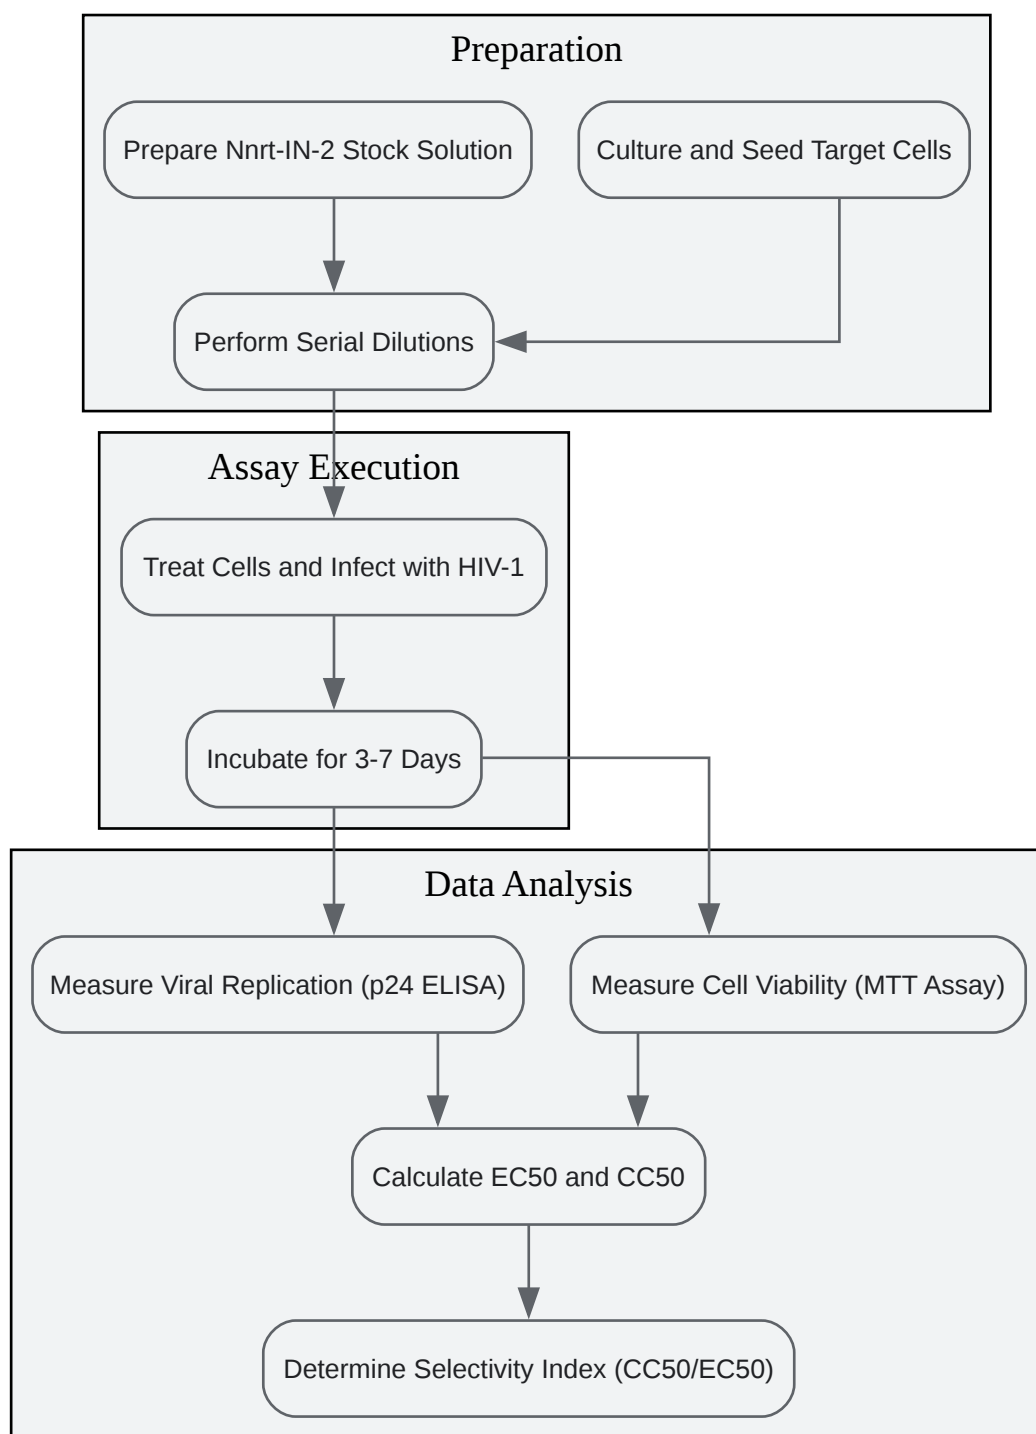 Preparation
Prepare Nnrt-IN-2 Stock Solution
Culture and Seed Target Cells
Perform Serial Dilutions
Assay Execution
Treat Cells and Infect with HIV-1
Incubate for 3-7 Days
Data Analysis
Measure Viral Replication (p24 ELISA)
Measure Cell Viability (MTT Assay)
Calculate EC50 and CC50
Determine Selectivity Index (CC50/EC50)